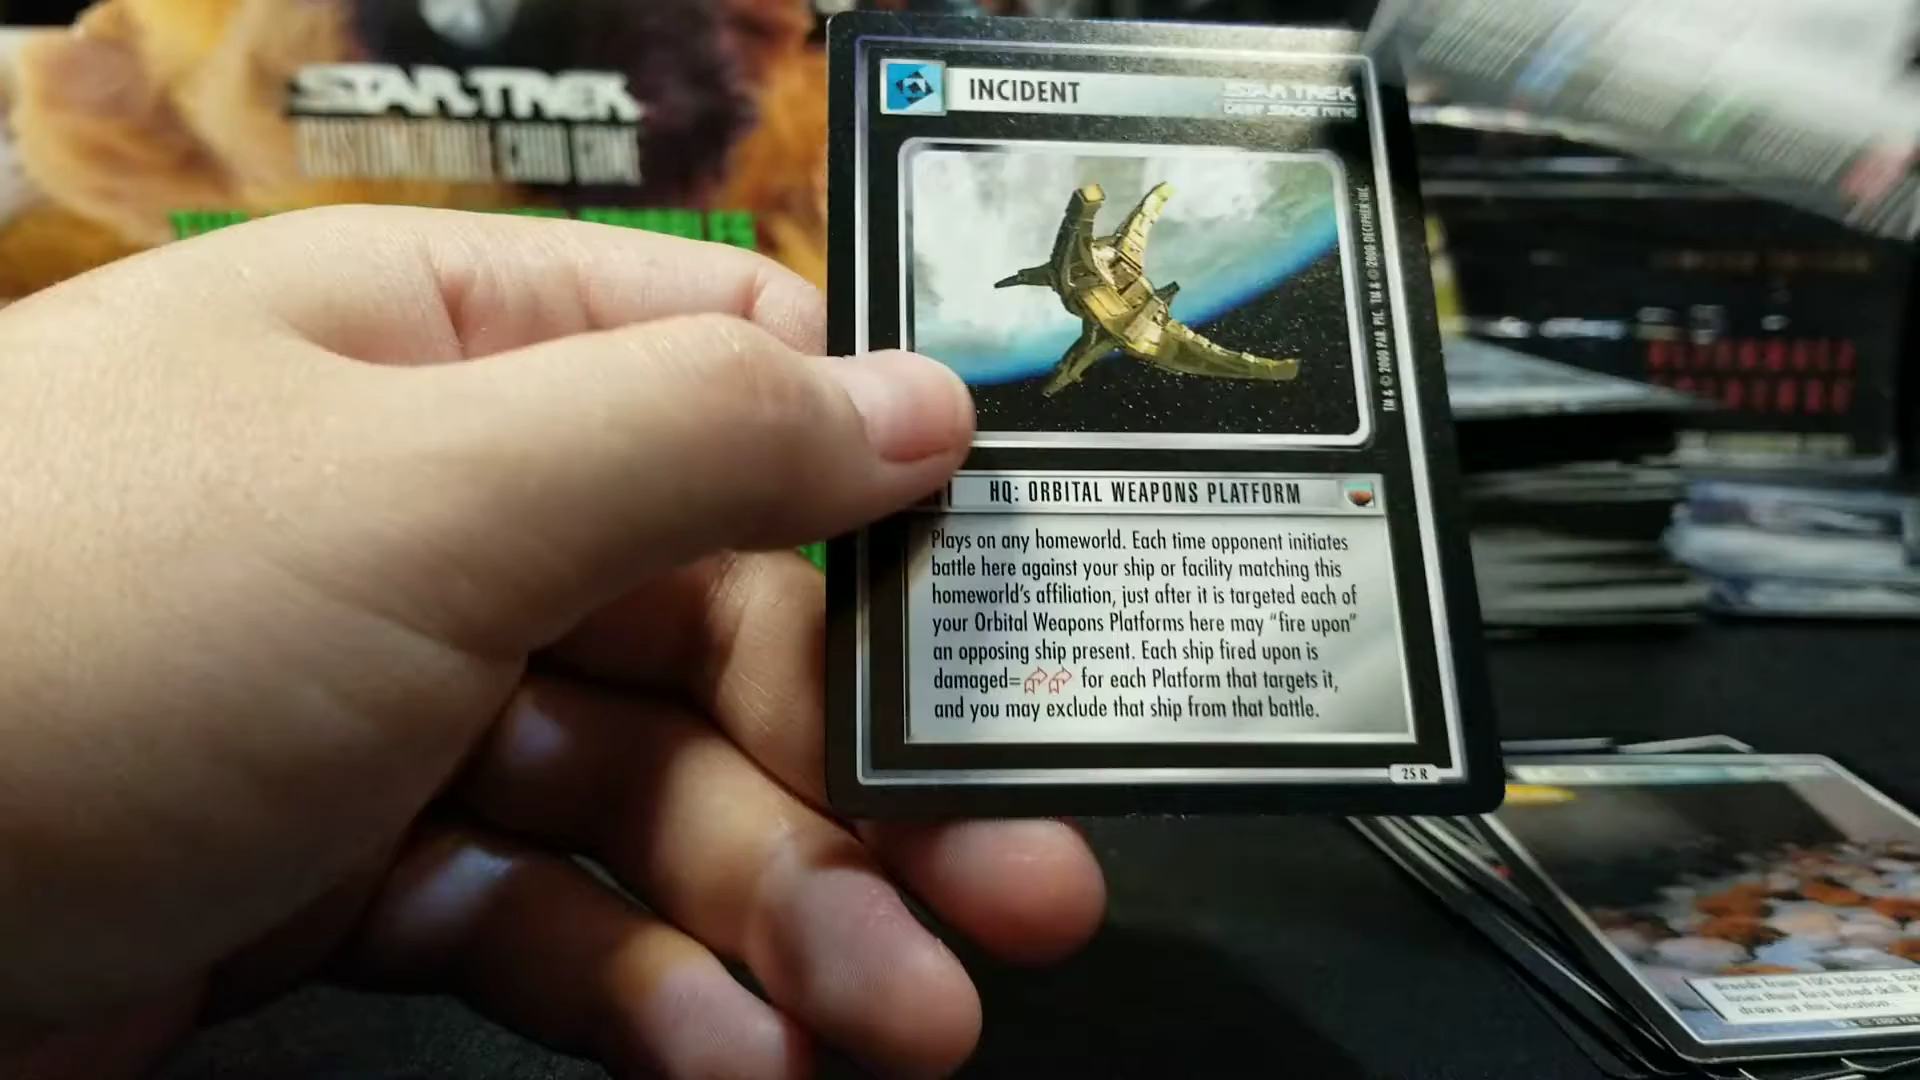 STAR TREK
CUSTOMIZABLE CARD GAME
INCIDENT
STAR TREK
DEEP SPACE NINE
TM & © 2000 PAR. PIC. TM & © 2000 DECIPHER INC.
HQ: ORBITAL WEAPONS PLATFORM
Plays on any homeworld. Each time opponent initiates
battle here against your ship or facility matching this
homeworld's affiliation, just after it is targeted each of
your Orbital Weapons Platforms here may "fire upon"
an opposing ship present. Each ship fired upon is
damaged= for each Platform that targets it,
and you may exclude that ship from that battle.
25 R